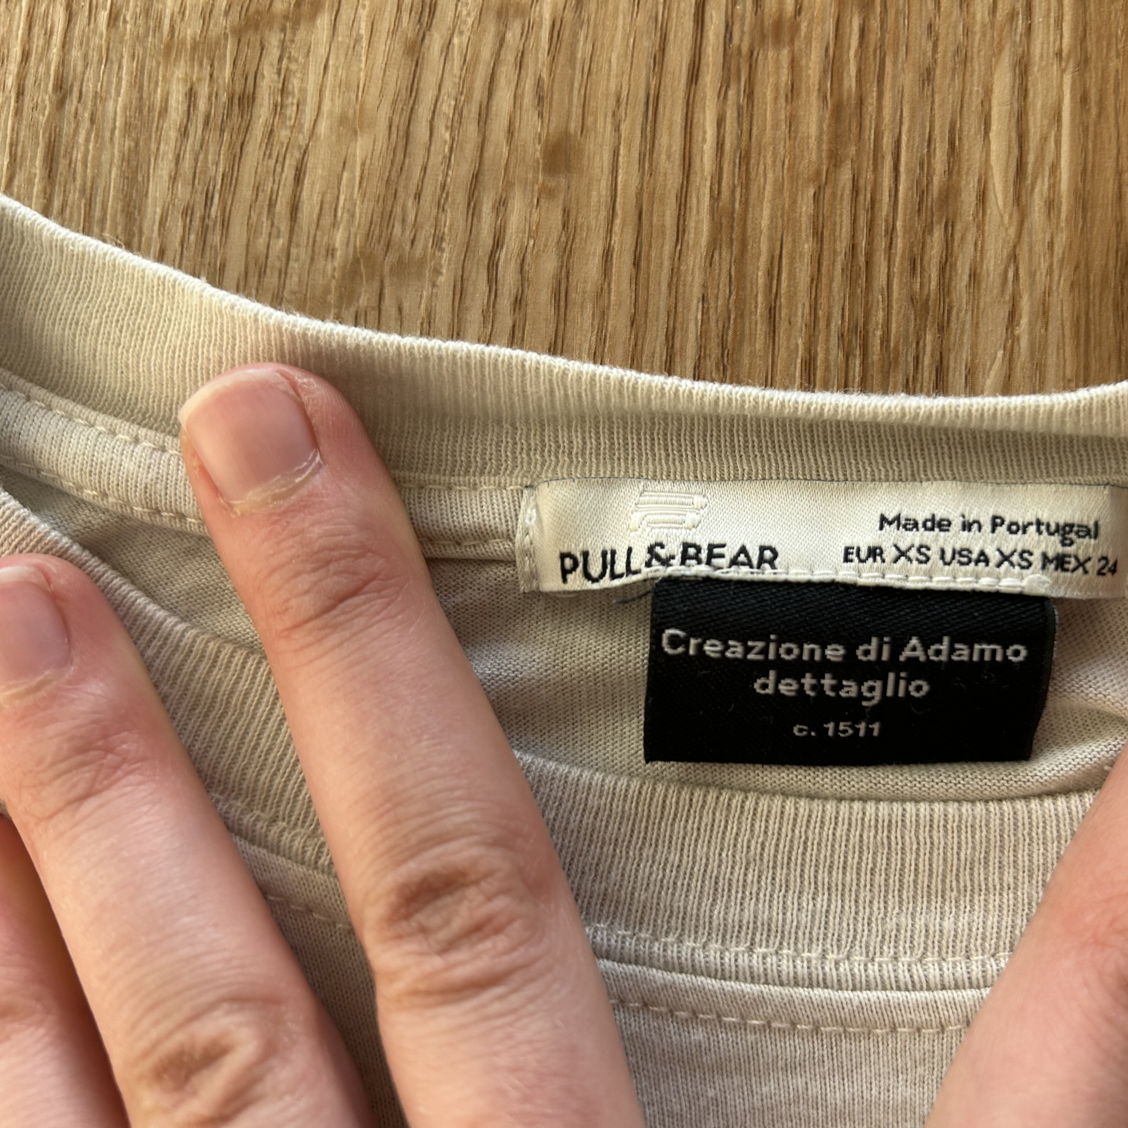 PULL&BEAR
Made in Portugal
EUR XS USA XS MEX 24
Creazione di Adamo
dettaglio
c. 1511